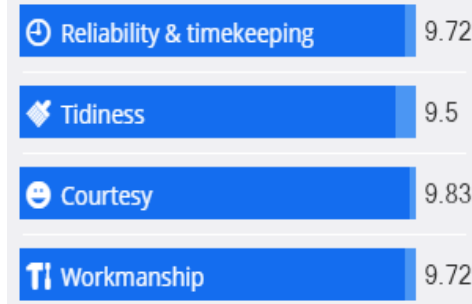 Reliability & timekeeping 9.72
Tidiness 9.5
Courtesy 9.83
Workmanship 9.72